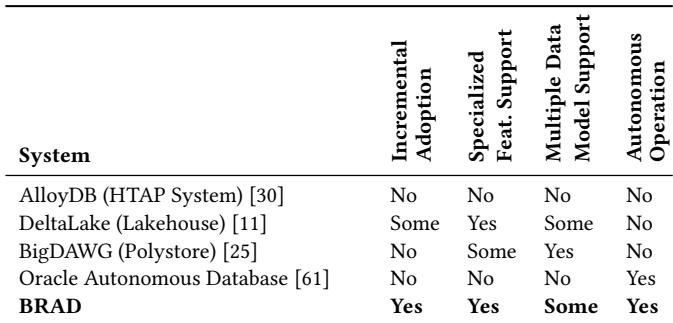 System Incremental Adoption Specialized Feat. Support Multiple Data Model Support Autonomous Operation
AlloyDB (HTAP System) [30] No No No No
DeltaLake (Lakehouse) [11] Some Yes Some No
BigDAWG (Polystore) [25] No Some Yes No
Oracle Autonomous Database [61] No No No Yes
BRAD Yes Yes Some Yes